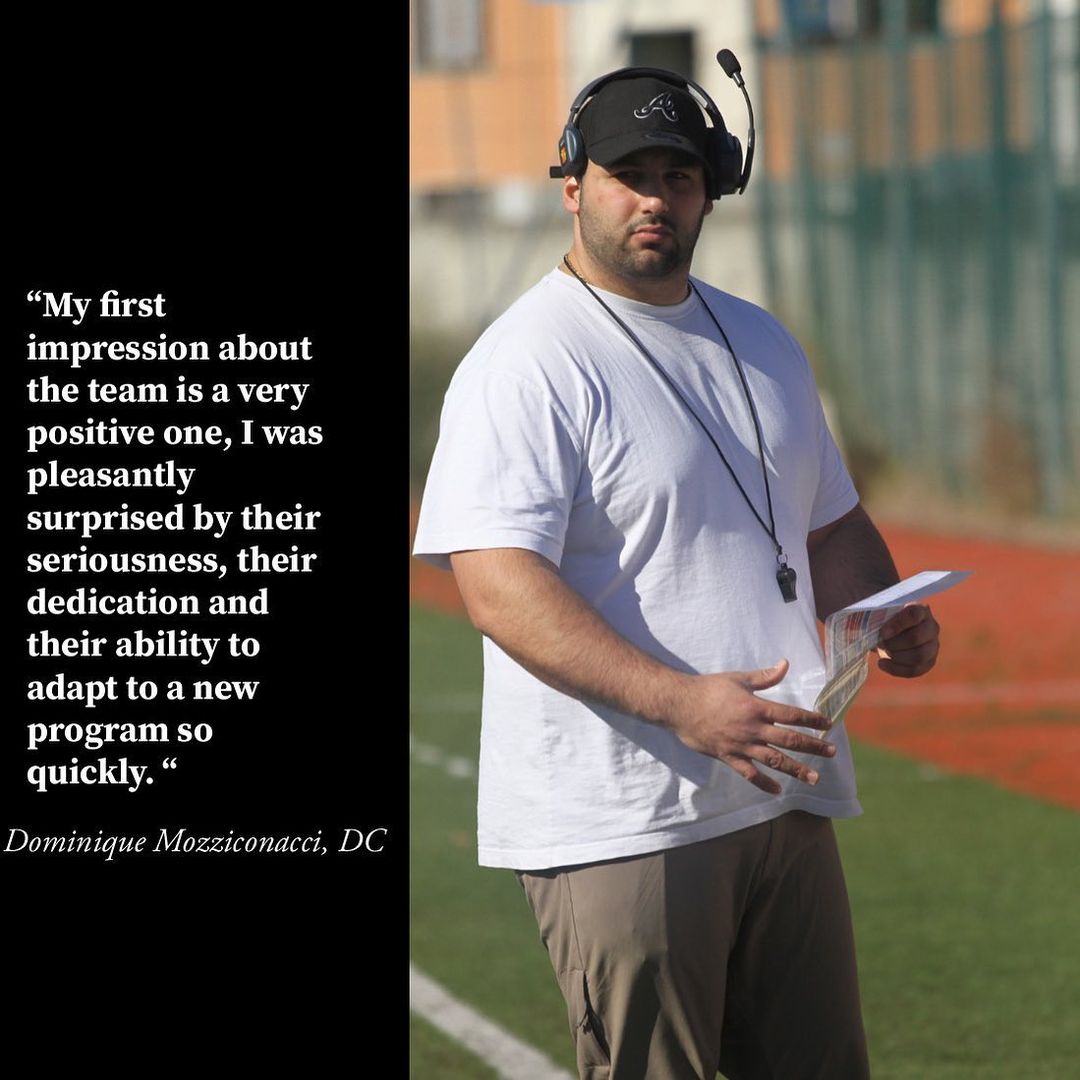 “My first
impression about
the team is a very
positive one, I was
pleasantly
surprised by their
seriousness, their
dedication and
their ability to
adapt to a new
program so
quickly. “
Dominique Mozziconacci, DC
A